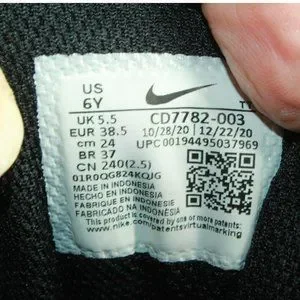 US
6Y
UK 5.5
CD7782-003
EUR 38.5
10/28/20 12/22/20
cm 24
UPC00194495037969
BR 37
CN 240(2.5)
01R0QG824KQJG
MADE IN INDONESIA
HECHO EN INDONESIA
FABRIQUE EN INDONESIE
FABRICADO NA INDONESIA
This product is covered by
one or more patents. See
www.nike.com/patentsvirtualmarking